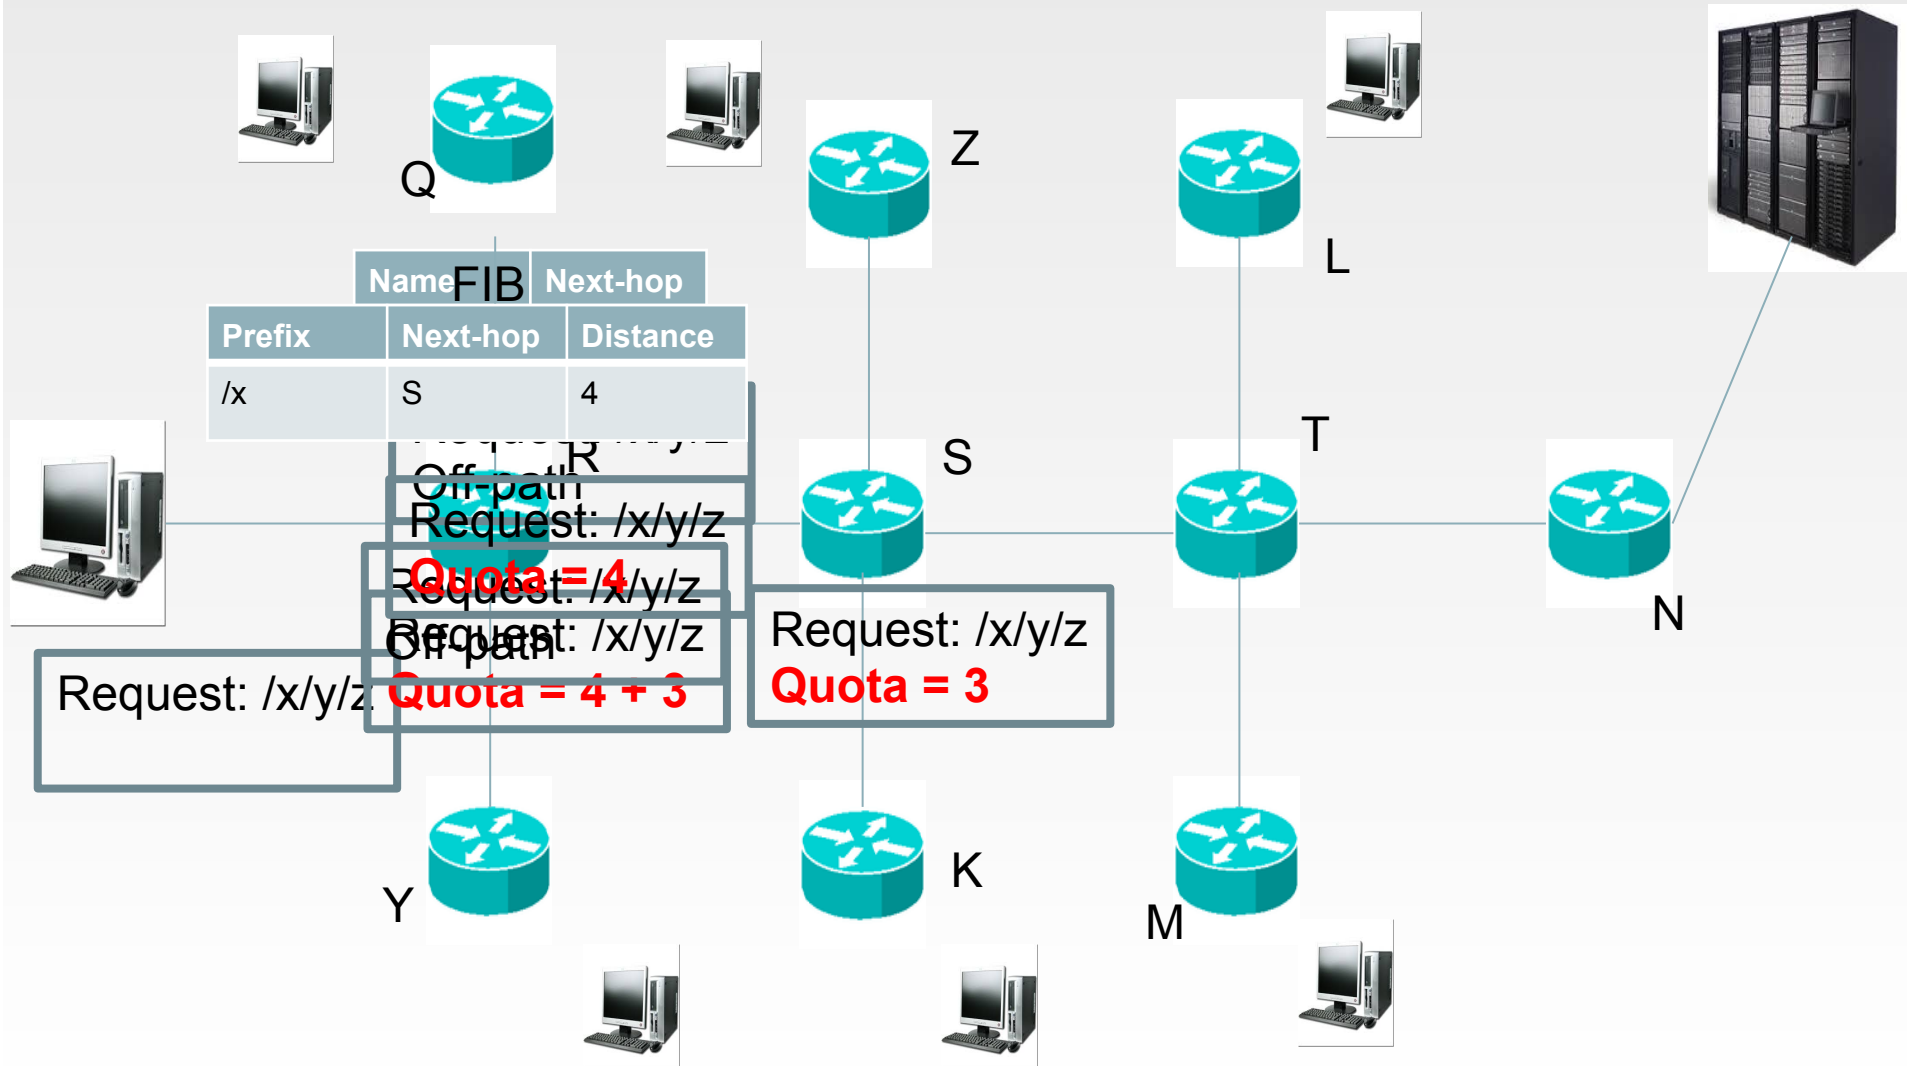 Q
Z
L
Name
FIB
Next-hop
Prefix
Next-hop
Distance
/x
S
4
R
Off-path
Request: /x/y/z
Quota = 4
Request: /x/y/z
Off-path
Request: /x/y/z
Quota = 4 + 3
Request: /x/y/z
Request: /x/y/z
Quota = 3
S
T
N
Y
K
M